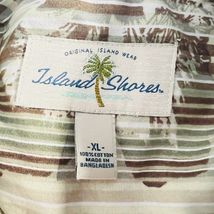 ORIGINAL ISLAND WEAR
Island Shores
-XL-
100% COTTON
MADE IN
BANGLADESH